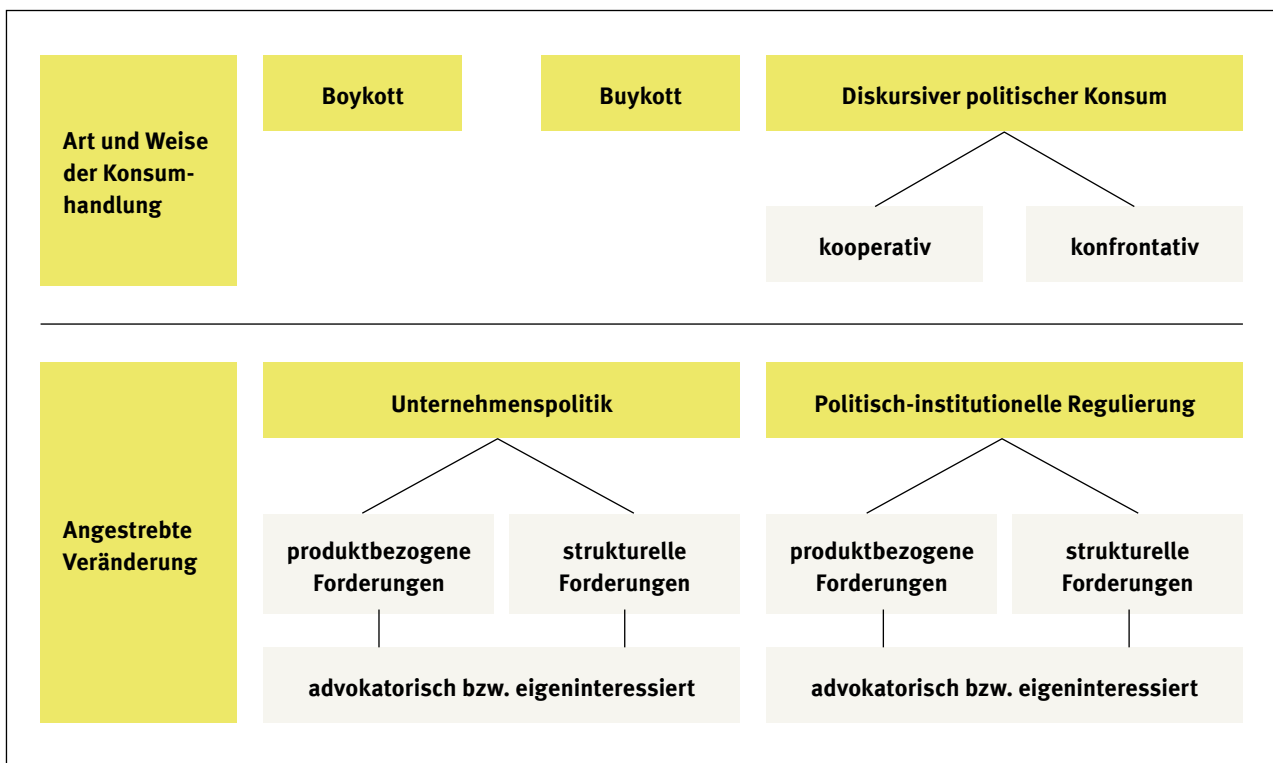 Art und Weise
der Konsum-
handlung
Boykott
Buykott
Diskursiver politischer Konsum
kooperativ
konfrontativ
Angestrebte
Veränderung
Unternehmenspolitik
Politisch-institutionelle Regulierung
produktbezogene
Forderungen
strukturelle
Forderungen
produktbezogene
Forderungen
strukturelle
Forderungen
advokatorisch bzw. eigeninteressiert
advokatorisch bzw. eigeninteressiert